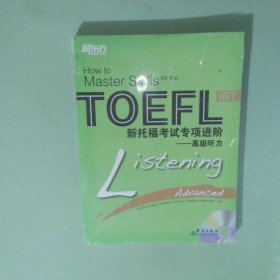 新东方
How to
Master Skills for the
TOEFL iBT
新托福考试专项进阶
——高级听力
Listening
Advanced